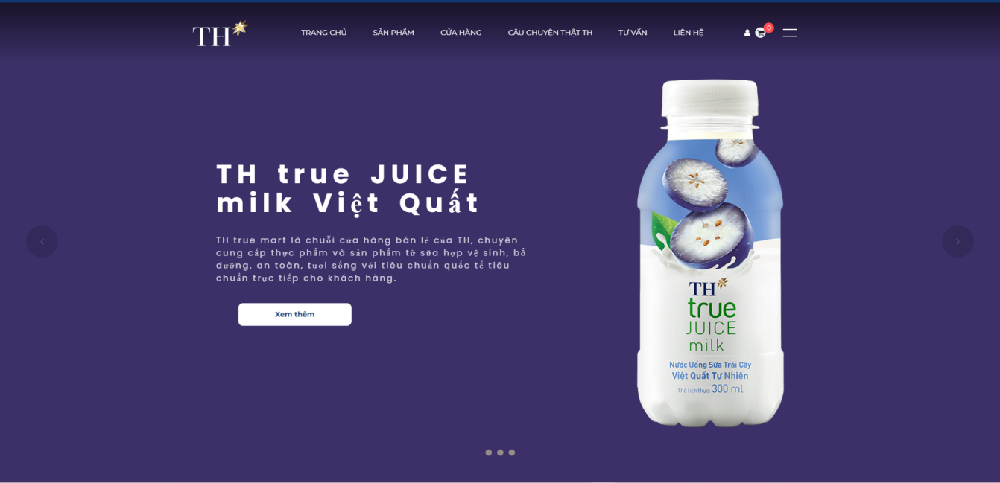 TH
TRANG CHỦ
SẢN PHẨM
CỬA HÀNG
CÂU CHUYỆN THẬT TH
TƯ VẤN
LIÊN HỆ
0
TH true JUICE
milk Việt Quất
TH true mart là chuỗi cửa hàng bán lẻ của TH, chuyên
cung cấp thực phẩm và sản phẩm từ sữa hợp vệ sinh, bổ
dưỡng, an toàn, tươi sống với tiêu chuẩn quốc tế tiêu
chuẩn trực tiếp cho khách hàng.
Xem thêm
TH
true
JUICE
milk
Nước Uống Sữa Trái Cây
Việt Quất Tự Nhiên
Thể tích thực: 300 ml